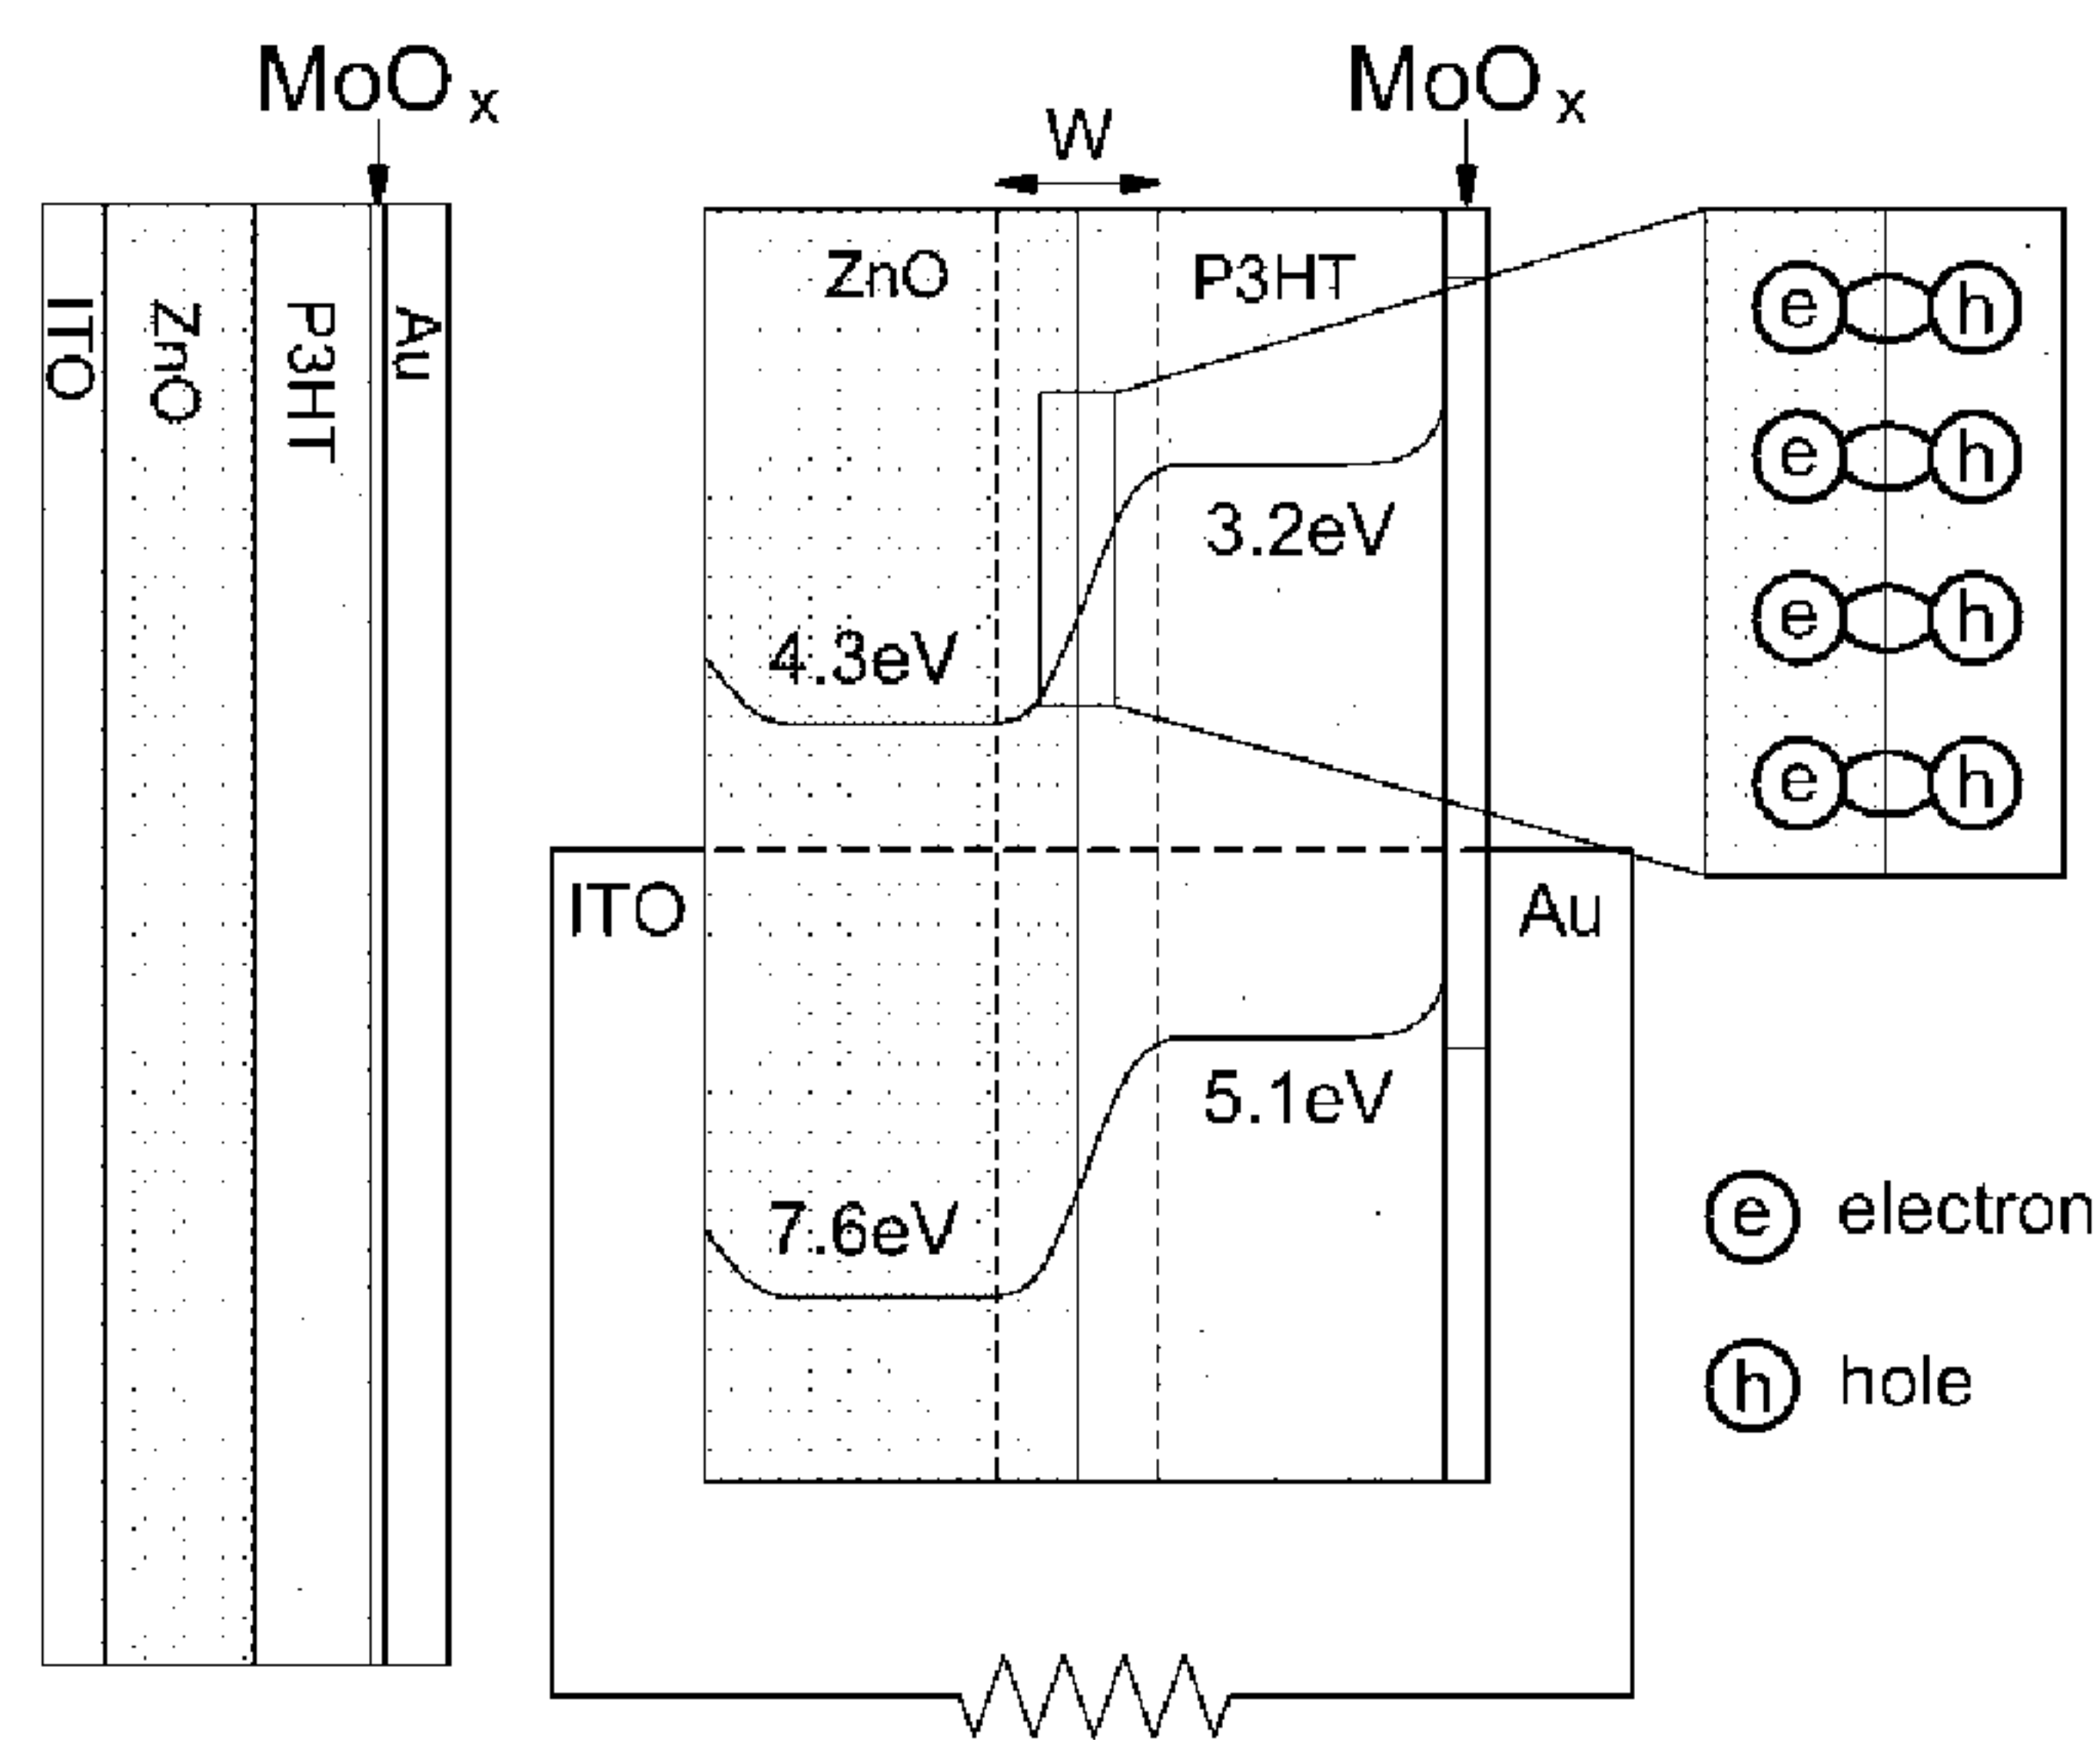 MoOx
MoOx
W
ITO
ZnO
P3HT
Au
ZnO
P3HT
e h
e h
e h
e h
3.2eV
4.3eV
ITO
Au
5.1eV
7.6eV
e electron
h hole